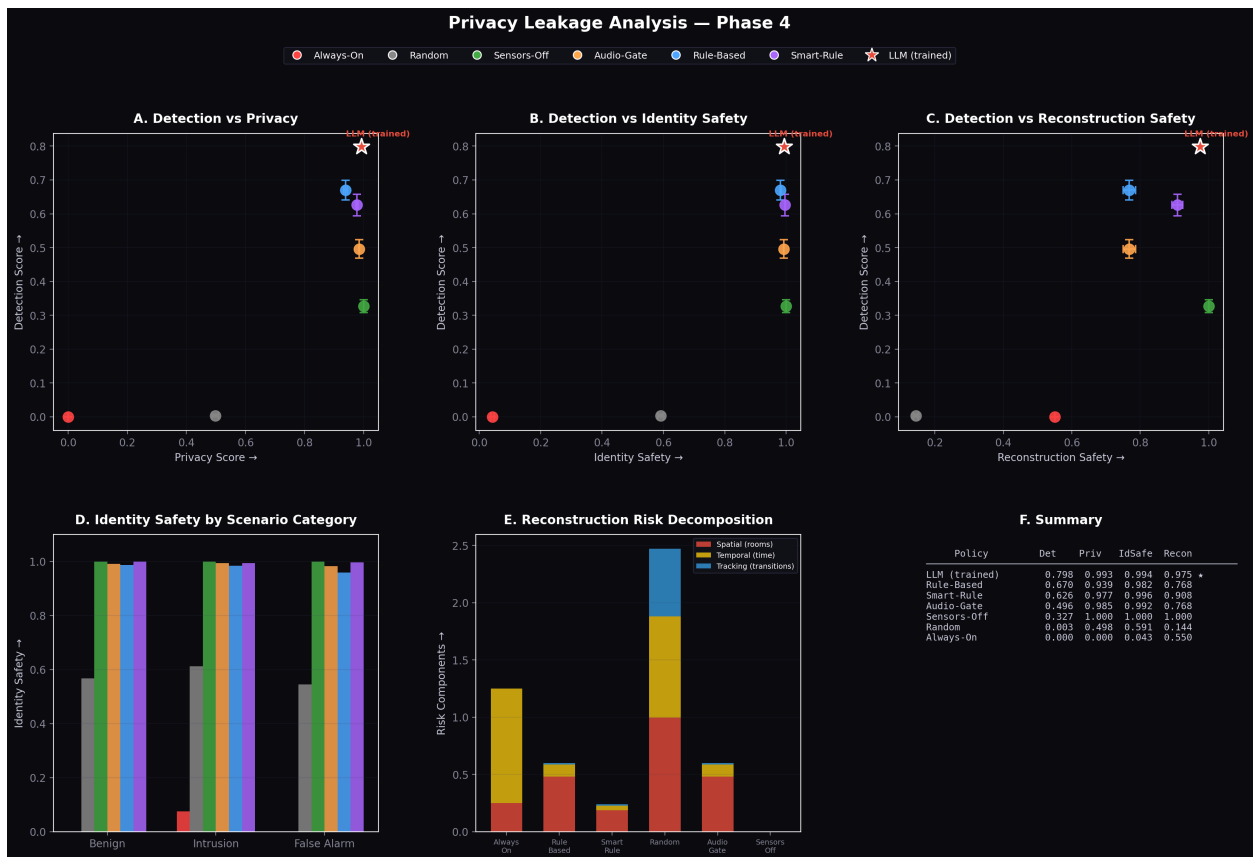 Privacy Leakage Analysis — Phase 4
Always-On Random Sensors-Off Audio-Gate Rule-Based Smart-Rule LLM (trained)
A. Detection vs Privacy
LLM (trained)
Detection Score →
0.8
0.7
0.6
0.5
0.4
0.3
0.2
0.1
0.0
0.0 0.2 0.4 0.6 0.8 1.0
Privacy Score →
B. Detection vs Identity Safety
LLM (trained)
Detection Score →
0.8
0.7
0.6
0.5
0.4
0.3
0.2
0.1
0.0
0.0 0.2 0.4 0.6 0.8 1.0
Identity Safety →
C. Detection vs Reconstruction Safety
LLM (trained)
Detection Score →
0.8
0.7
0.6
0.5
0.4
0.3
0.2
0.1
0.0
0.2 0.4 0.6 0.8 1.0
Reconstruction Safety →
D. Identity Safety by Scenario Category
Identity Safety →
1.0
0.8
0.6
0.4
0.2
0.0
Benign Intrusion False Alarm
E. Reconstruction Risk Decomposition
Spatial (rooms)
Temporal (time)
Tracking (transitions)
Risk Components →
2.5
2.0
1.5
1.0
0.5
0.0
Always Rule Smart Random Audio Sensors
On Based Rule Gate Off
F. Summary
Policy Det Priv IdSafe Recon
LLM (trained) 0.798 0.993 0.994 0.975 ★
Rule-Based 0.670 0.939 0.982 0.768
Smart-Rule 0.626 0.977 0.996 0.908
Audio-Gate 0.496 0.985 0.992 0.768
Sensors-Off 0.327 1.000 1.000 1.000
Random 0.003 0.498 0.591 0.144
Always-On 0.000 0.000 0.043 0.550